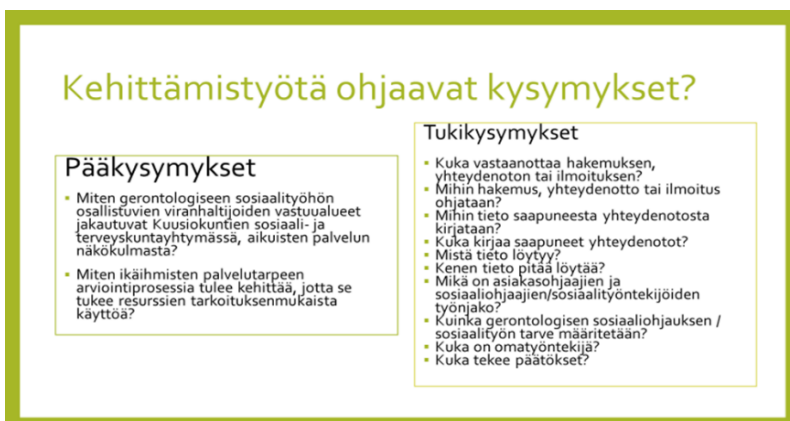 Kehittämistyötä ohjaavat kysymykset?
Pääkysymykset
▪ Miten gerontologiseen sosiaalityöhön
osallistuvien viranhaltijoiden vastuualueet
jakautuvat Kuusiokuntien sosiaali- ja
terveyskuntayhtymässä, aikuisten palvelun
näkökulmasta?
▪ Miten ikäihmisten palvelutarpeen
arviointiprosessia tulee kehittää, jotta se
tukee resurssien tarkoituksenmukaista
käyttöä?
Tukikysymykset
▪ Kuka vastaanottaa hakemuksen,
yhteydenoton tai ilmoituksen?
▪ Mihin hakemus, yhteydenotto tai ilmoitus
ohjataan?
▪ Mihin tieto saapuneesta yhteydenotosta
kirjataan?
▪ Kuka kirjaa saapuneet yhteydenotot?
▪ Mistä tieto löytyy?
▪ Kenen tieto pitää löytää?
▪ Mikä on asiakasohjaajien ja
sosiaaliohjaajien/sosiaalityöntekijöiden
työnjako?
▪ Kuinka gerontologisen sosiaaliohjauksen /
sosiaalityön tarve määritetään?
▪ Kuka on omatyöntekijä?
▪ Kuka tekee päätökset?